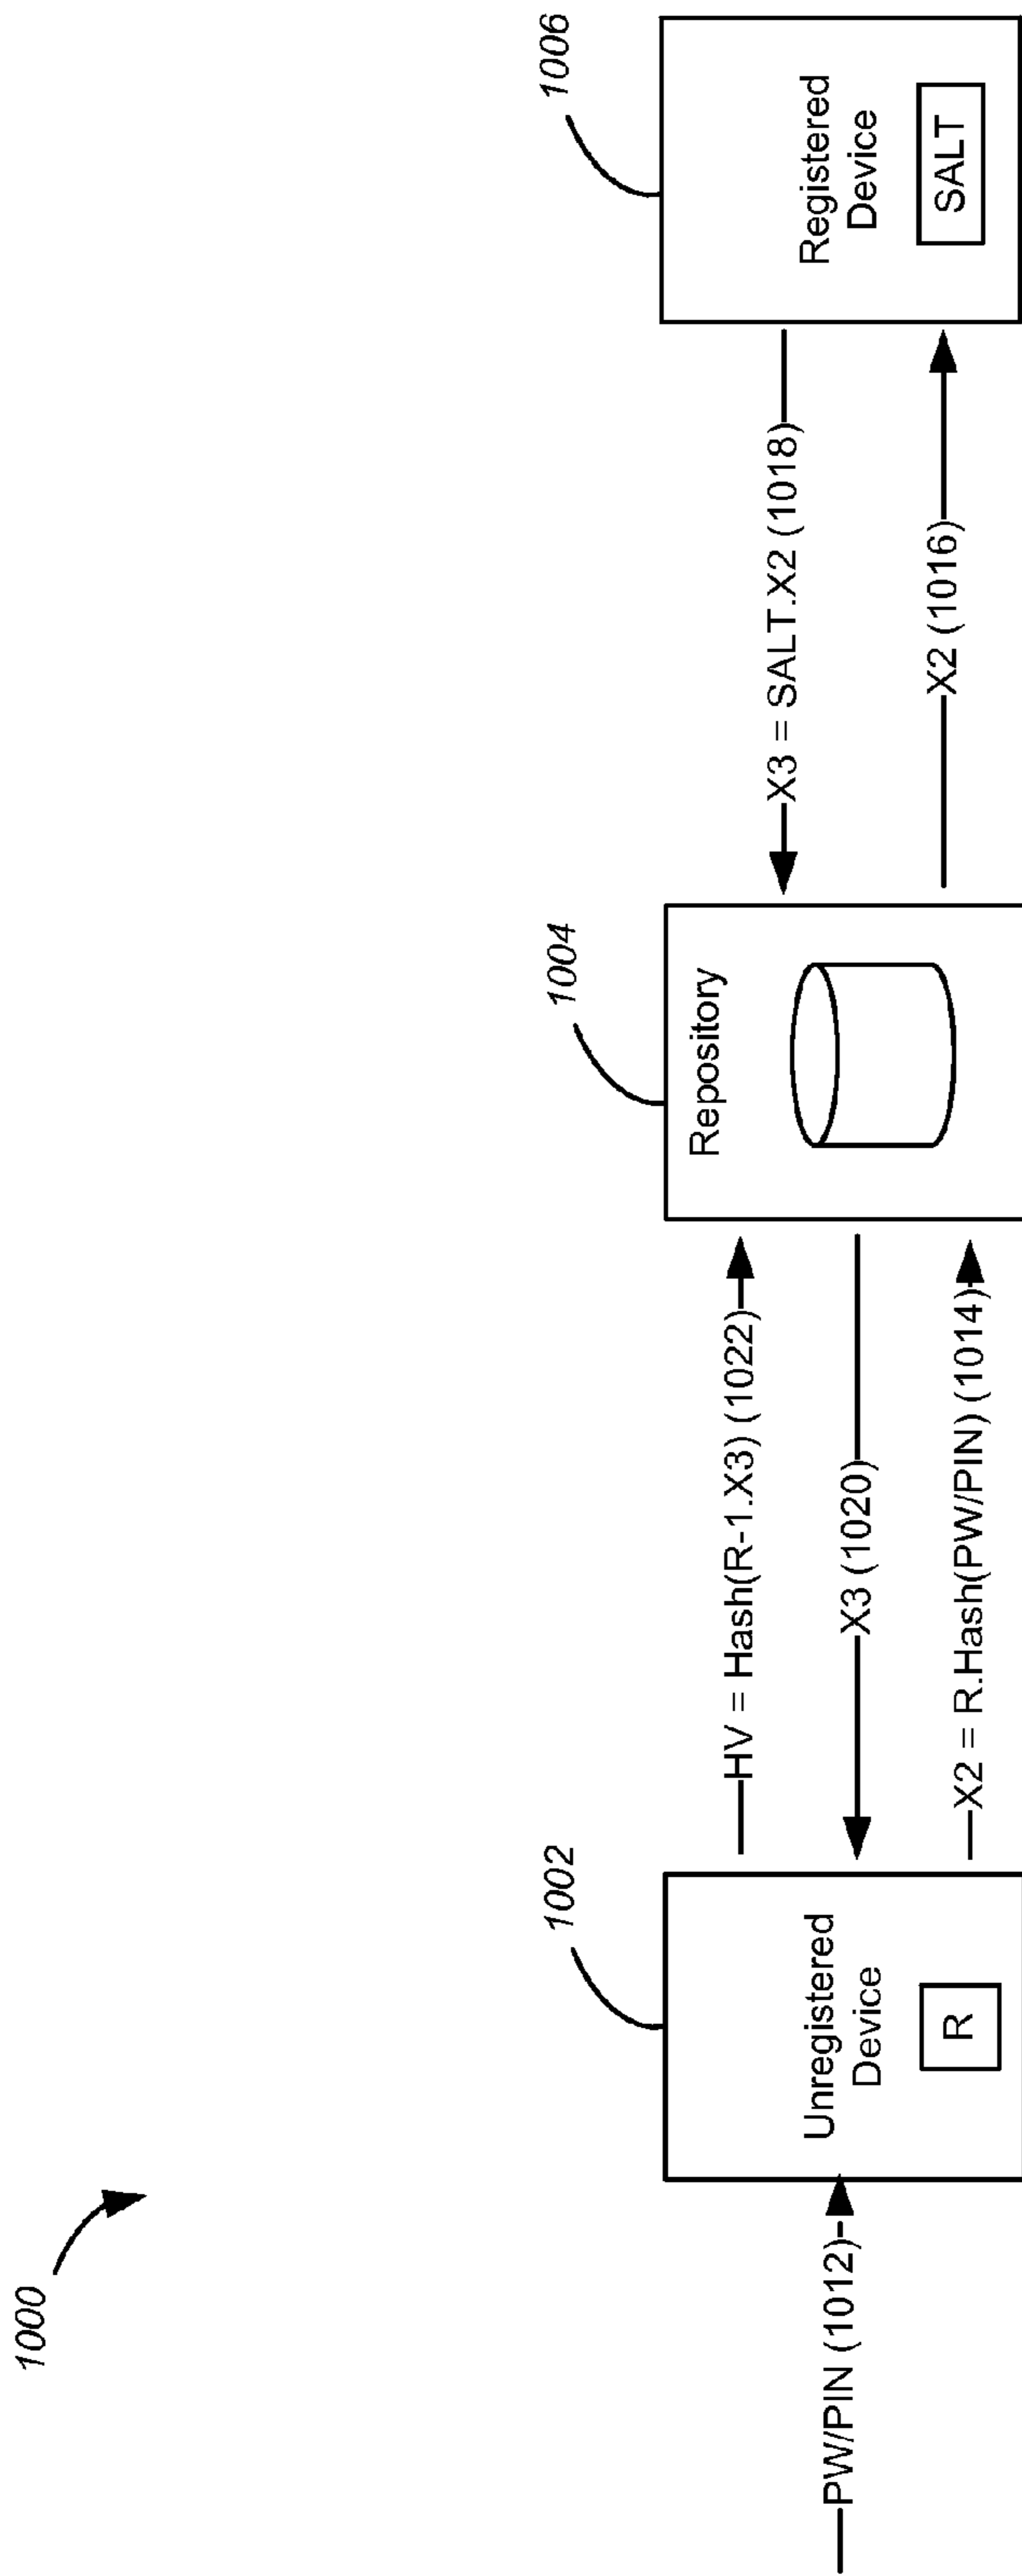 1000
PW/PIN (1012)
1002
Unregistered
Device
R
HV = Hash(R-1.X3) (1022)
X3 (1020)
X2 = R.Hash(PW/PIN) (1014)
1004
Repository
X3 = SALT.X2 (1018)
X2 (1016)
1006
Registered
Device
SALT